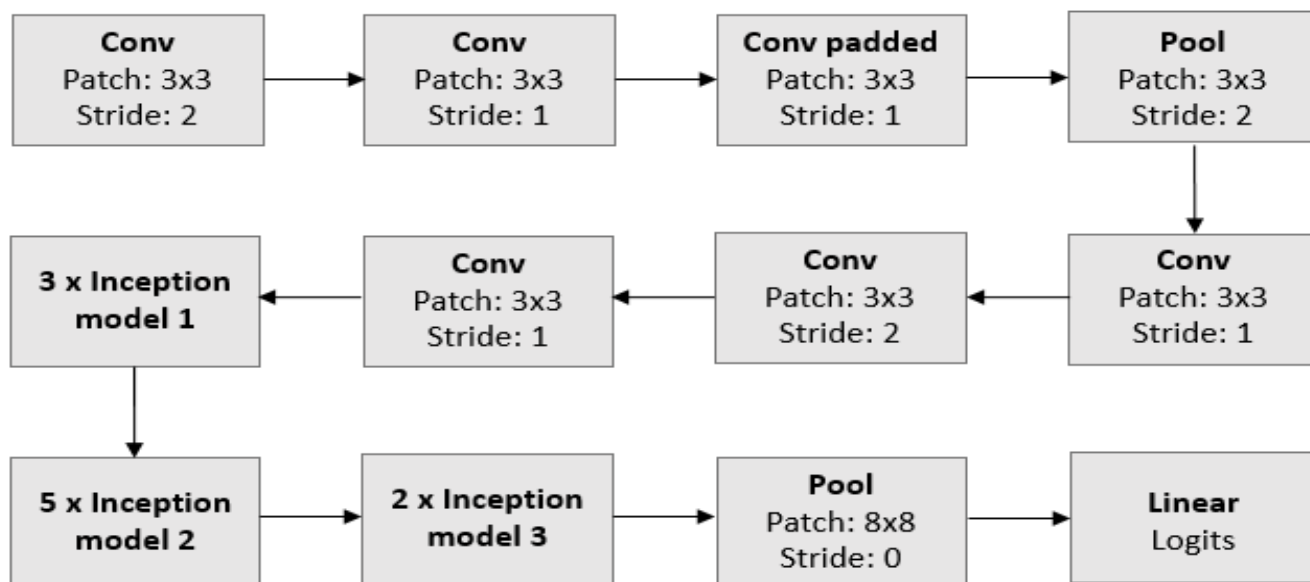 Conv
Patch: 3x3
Stride: 2
Conv
Patch: 3x3
Stride: 1
Conv padded
Patch: 3x3
Stride: 1
Pool
Patch: 3x3
Stride: 2
Conv
Patch: 3x3
Stride: 1
Conv
Patch: 3x3
Stride: 2
Conv
Patch: 3x3
Stride: 1
3 x Inception
model 1
5 x Inception
model 2
2 x Inception
model 3
Pool
Patch: 8x8
Stride: 0
Linear
Logits